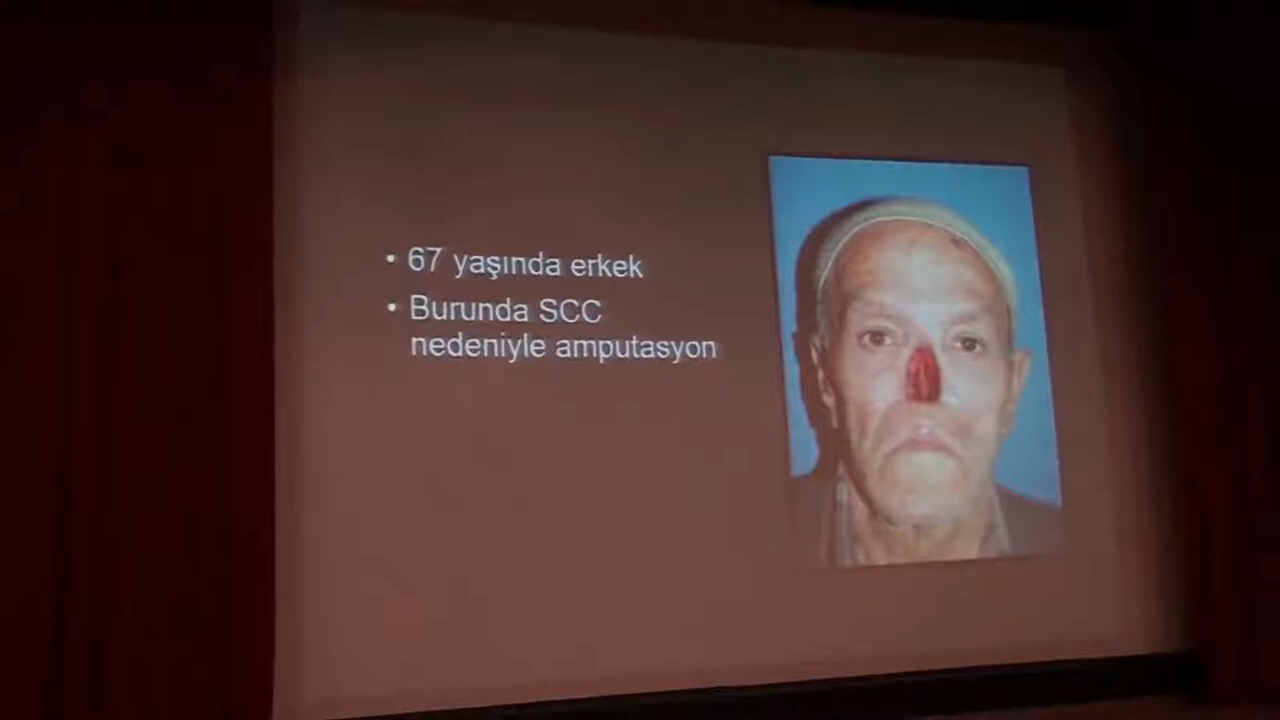 • 67 yaşında erkek
• Burunda SCC
nedeniyle amputasyon